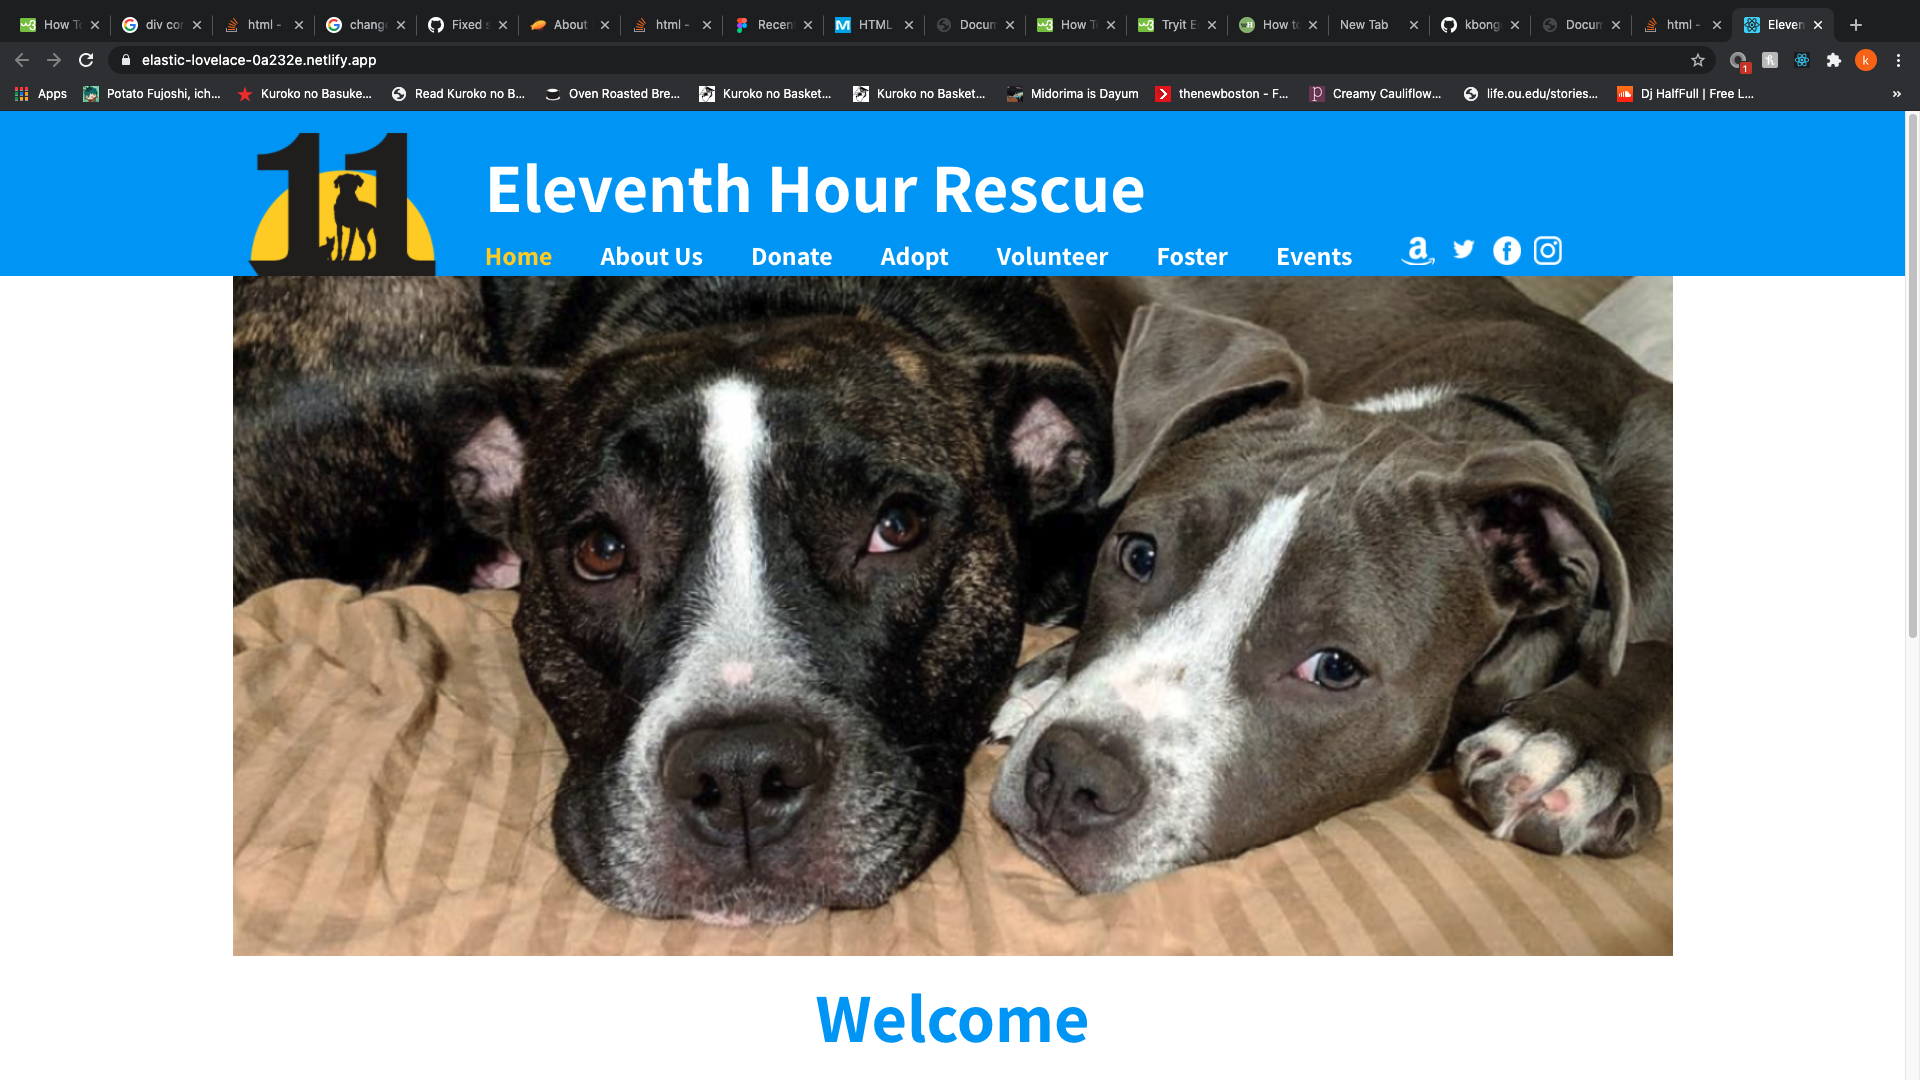 How T div co html - chang Fixed About html - Recen HTML Docum How T Tryit E How to New Tab kbong Docum html - Eleven
elastic-lovelace-0a232e.netlify.app
Apps Potato Fujoshi, ich... Kuroko no Basuke... Read Kuroko no B... Oven Roasted Bre... Kuroko no Basket... Kuroko no Basket... Midorima is Dayum thenewboston - F... Creamy Cauliflow... life.ou.edu/stories... Dj HalfFull | Free L... »
11
Eleventh Hour Rescue
Home About Us Donate Adopt Volunteer Foster Events
Welcome